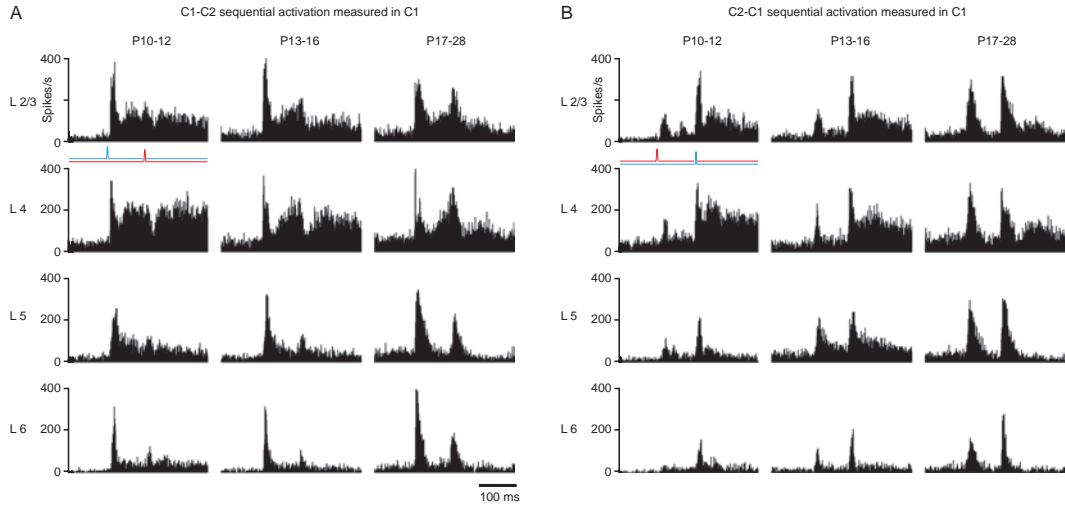 A
C1-C2 sequential activation measured in C1
P10-12 P13-16 P17-28
L 2/3
Spikes/s
400
0
L 4
400
200
0
L 5
400
200
0
L 6
400
200
0
100 ms
B
C2-C1 sequential activation measured in C1
P10-12 P13-16 P17-28
L 2/3
Spikes/s
400
0
L 4
400
200
0
L 5
400
200
0
L 6
400
200
0